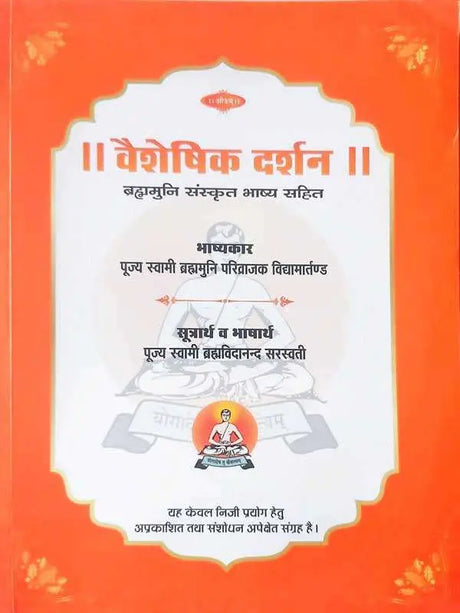 ।। ओ३म् ।।
।। वैशेषिक दर्शन ।।
ब्रह्ममुनि संस्कृत भाष्य सहित
भाष्यकार
पूज्य स्वामी ब्रह्ममुनि परिव्राजक विद्यामार्तण्ड
सूत्रार्थ व भाषार्थ
पूज्य स्वामी ब्रह्मविदानन्द सरस्वती
यह केवल निजी प्रयोग हेतु
अप्रकाशित तथा संशोधन अपेक्षेत संग्रह है।